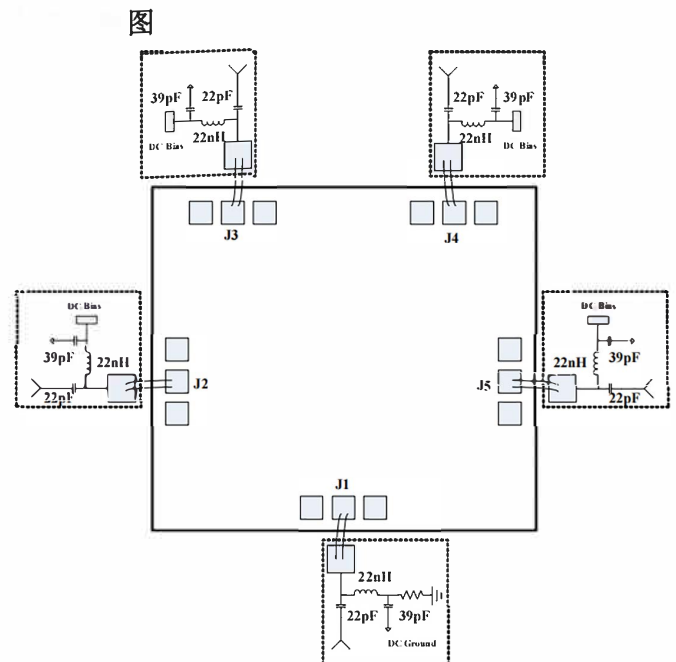 图
39pF 22pF
22nH
DC Bias
J3
22pF 39pF
22nH
DC Bias
J4
DC Bias
39pF 22nH
22pF
J2
DC Bias
22nH 39pF
22pF
J5
J1
22nH
22pF 39pF
DC Ground